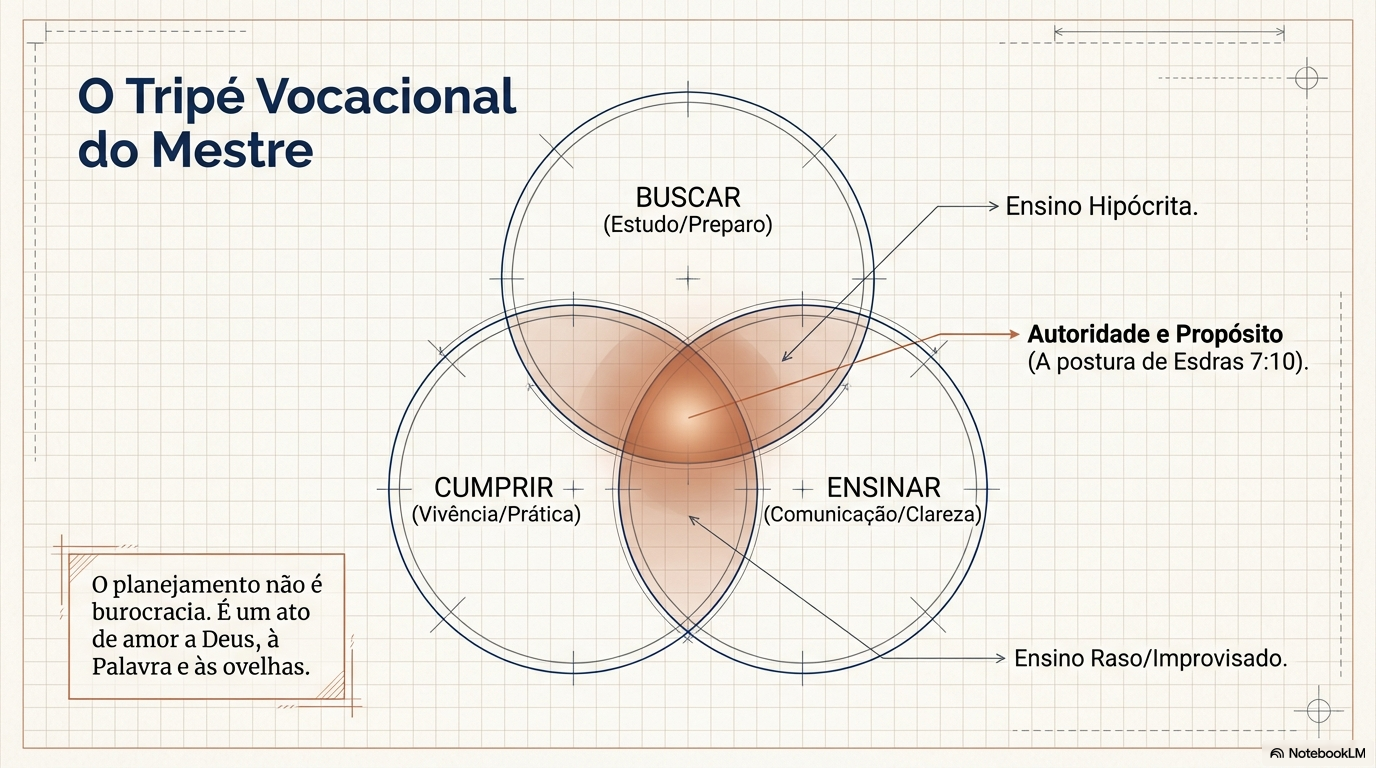 O Tripé Vocacional
do Mestre
BUSCAR
(Estudo/Preparo)
Ensino Hipócrita.
Autoridade e Propósito
(A postura de Esdras 7:10).
CUMPRIR
(Vivência/Prática)
ENSINAR
(Comunicação/Clareza)
O planejamento não é
burocracia. É um ato
de amor a Deus, à
Palavra e às ovelhas.
Ensino Raso/Improvisado.
NotebookLM